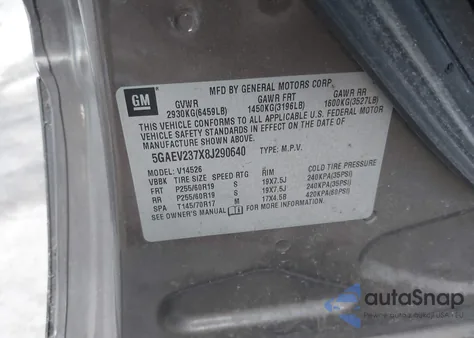 MFD BY GENERAL MOTORS CORP.
GM
GVWR GAWR FRT GAWR RR
2930KG(6459LB) 1450KG(3196LB) 1600KG(3527LB)
THIS VEHICLE CONFORMS TO ALL APPLICABLE U.S. FEDERAL MOTOR
VEHICLE SAFETY STANDARDS IN EFFECT ON THE DATE OF
MANUFACTURE SHOWN ABOVE.
5GAEV237X8J290640 TYPE: M.P.V.
MODEL: V14526
VBBK TIRE SIZE SPEED RTG RIM COLD TIRE PRESSURE
FRT P255/60R19 S 19X7.5J 240KPA(35PSI)
RR P255/60R19 S 19X7.5J 240KPA(35PSI)
SPA T145/70R17 M 17X4.5B 420KPA(60PSI)
SEE OWNER'S MANUAL FOR MORE INFORMATION.
autoSnap